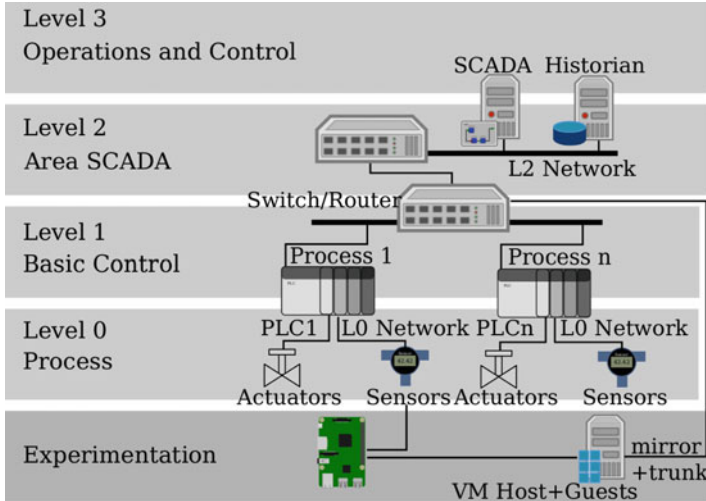 Level 3
Operations and Control
SCADA Historian
Level 2
Area SCADA
L2 Network
Switch/Router
Level 1
Basic Control
Process 1
Process n
Level 0
Process
PLC1
L0 Network
PLCn
L0 Network
Actuators
Sensors
Actuators
Sensors
Experimentation
mirror
+trunk
VM Host+Guests